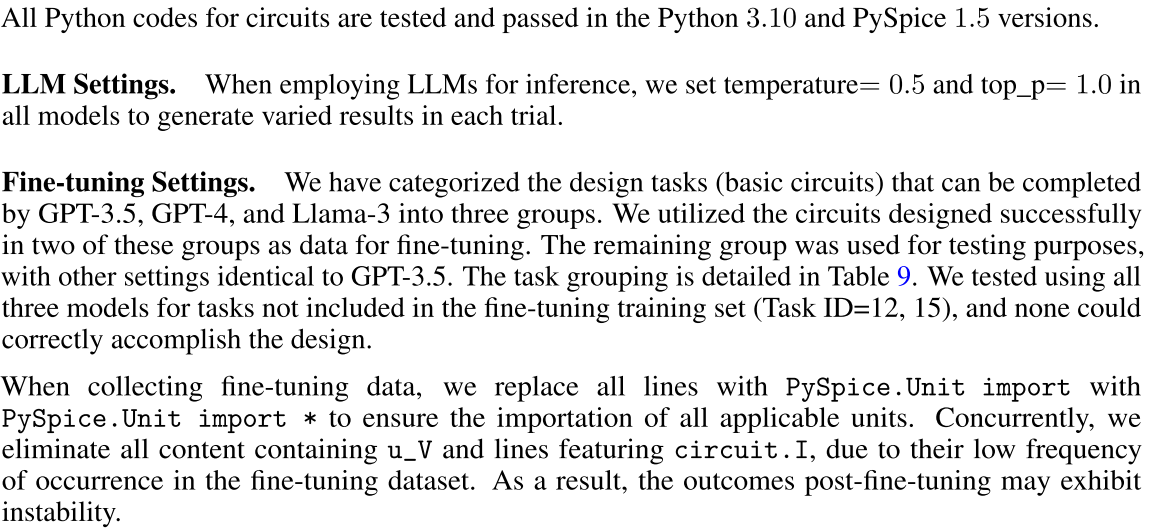 All Python codes for circuits are tested and passed in the Python 3.10 and PySpice 1.5 versions.
LLM Settings. When employing LLMs for inference, we set temperature= 0.5 and top_p= 1.0 in
all models to generate varied results in each trial.
Fine-tuning Settings. We have categorized the design tasks (basic circuits) that can be completed
by GPT-3.5, GPT-4, and Llama-3 into three groups. We utilized the circuits designed successfully
in two of these groups as data for fine-tuning. The remaining group was used for testing purposes,
with other settings identical to GPT-3.5. The task grouping is detailed in Table 9. We tested using all
three models for tasks not included in the fine-tuning training set (Task ID=12, 15), and none could
correctly accomplish the design.
When collecting fine-tuning data, we replace all lines with PySpice.Unit import with
PySpice.Unit import * to ensure the importation of all applicable units. Concurrently, we
eliminate all content containing u_V and lines featuring circuit.I, due to their low frequency
of occurrence in the fine-tuning dataset. As a result, the outcomes post-fine-tuning may exhibit
instability.